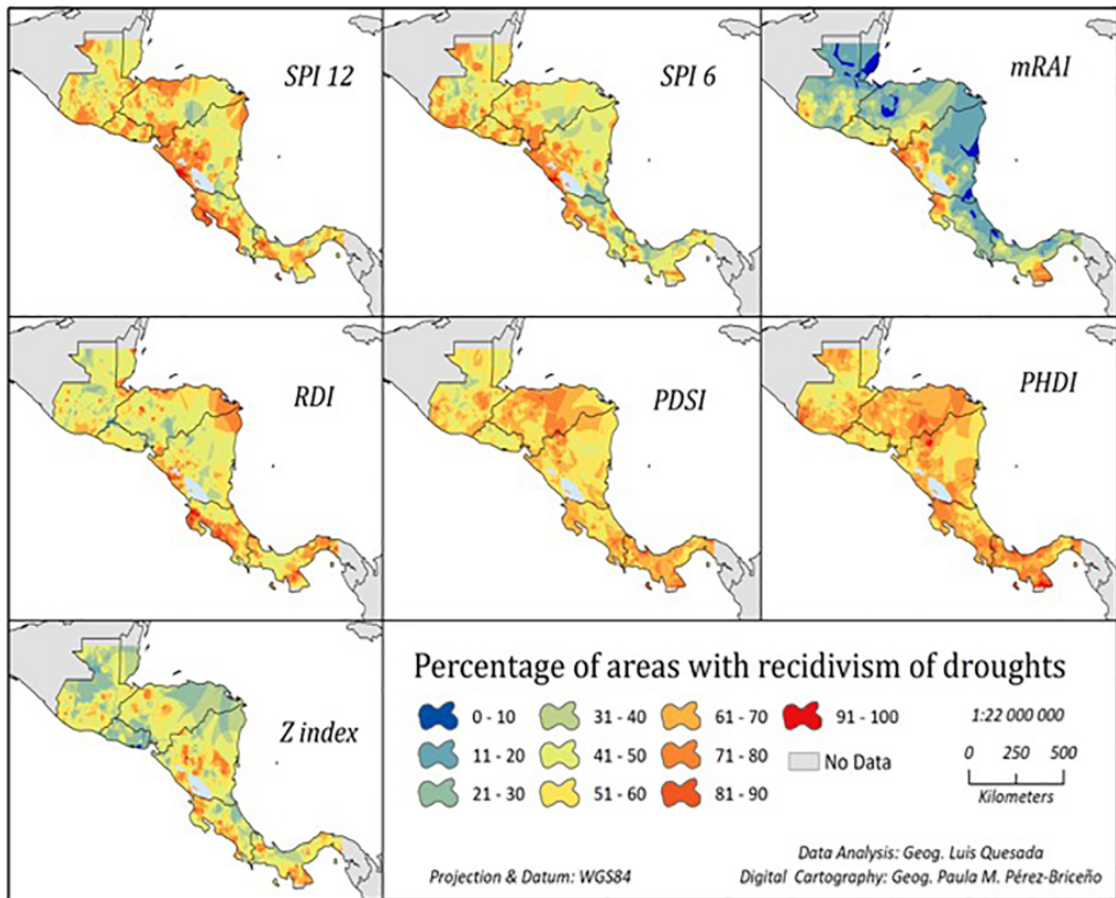 SPI 12
SPI 6
mRAI
RDI
PDSI
PHDI
Z index
Percentage of areas with recidivism of droughts
0 - 10
31 - 40
61 - 70
91 - 100
1:22 000 000
11 - 20
41 - 50
71 - 80
No Data
0 250 500
21 - 30
51 - 60
81 - 90
Kilometers
Data Analysis: Geog. Luis Quesada
Projection & Datum: WGS84
Digital Cartography: Geog. Paula M. Pérez-Briceño